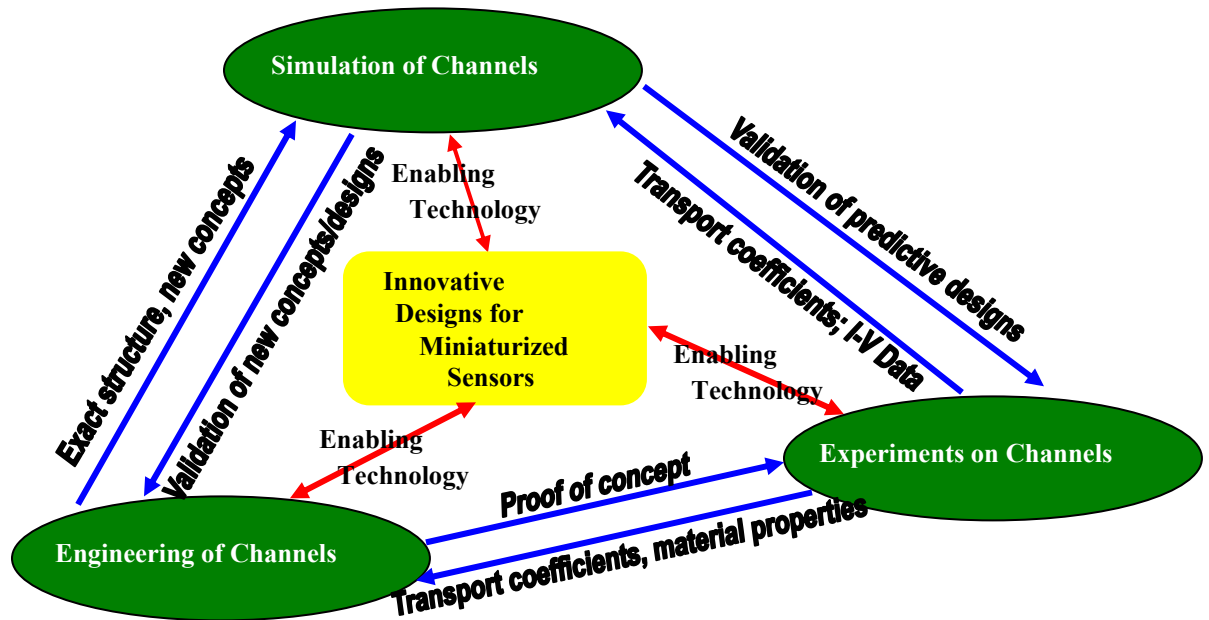 Simulation of Channels
Enabling
Technology
Exact structure, new concepts
Validation of new concepts/designs
Validation of predictive designs
Transport coefficients; I-V Data
Innovative
Designs for
Miniaturized
Sensors
Enabling
Technology
Enabling
Technology
Experiments on Channels
Proof of concept
Transport coefficients, material properties
Engineering of Channels